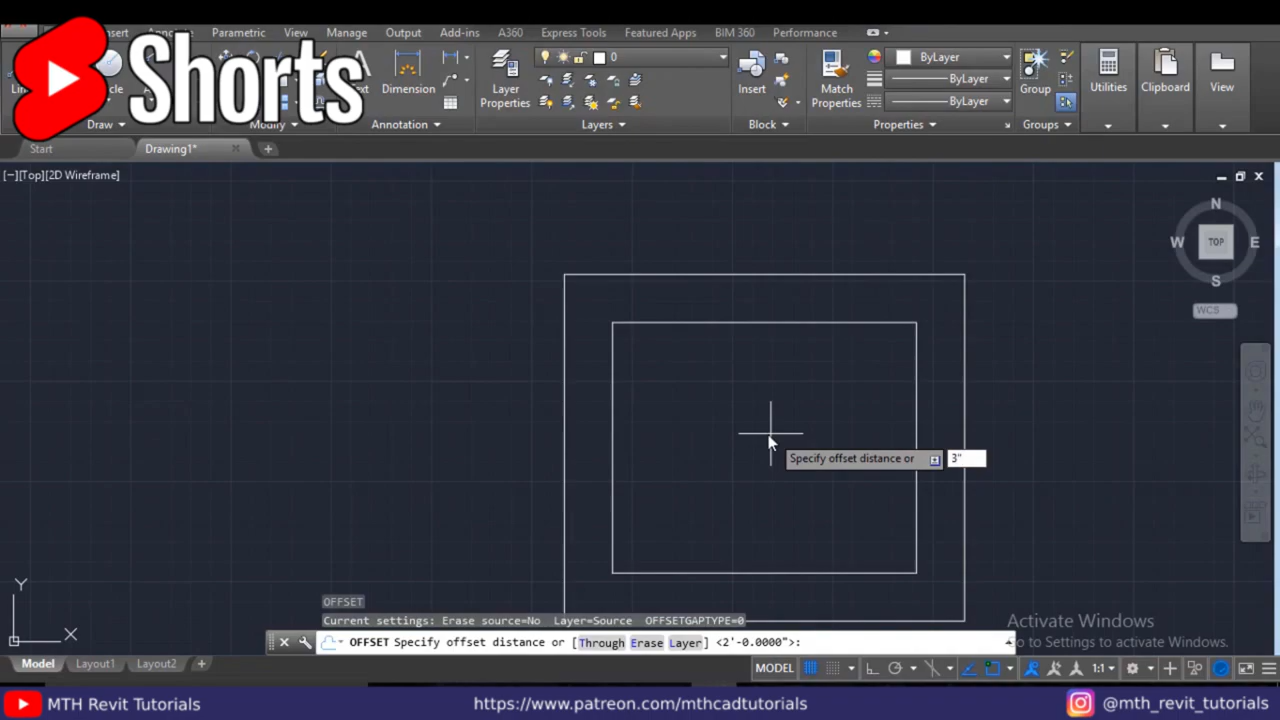 Shorts
Insert Annotate Parametric View Manage Output Add-ins A360 Express Tools Featured Apps BIM 360 Performance
Dimension
Layer
Properties
0
Insert
Match
Properties
ByLayer
ByLayer
ByLayer
Group
Utilities
Clipboard
View
Draw Modify Annotation Layers Block Properties Groups
Start Drawing1*
[−][Top][2D Wireframe]
N
W TOP E
S
WCS
Specify offset distance or 3"
Y
X
OFFSET
Current settings: Erase source=No Layer=Source OFFSETGAPTYPE=0
OFFSET Specify offset distance or [Through Erase Layer] <2'-0.0000">:
Activate Windows
o to Settings to activate Windows.
Model Layout1 Layout2 +
MODEL 1:1
MTH Revit Tutorials https://www.patreon.com/mthcadtutorials @mth_revit_tutorials